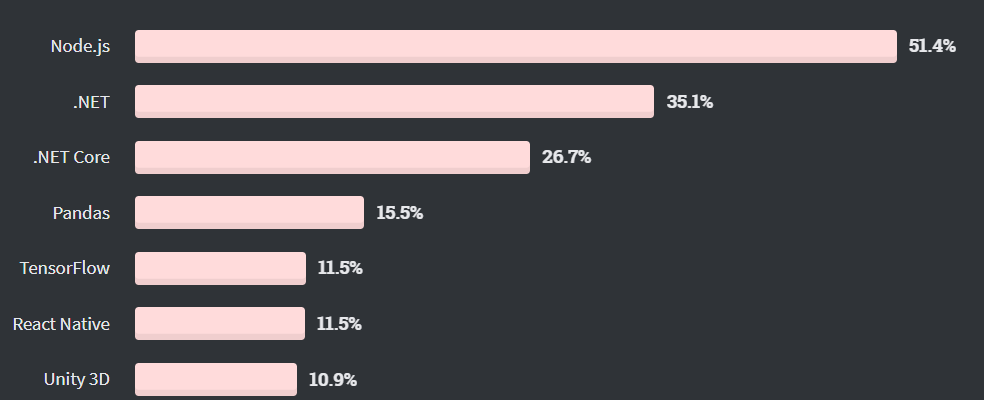 Node.js 51.4%
.NET 35.1%
.NET Core 26.7%
Pandas 15.5%
TensorFlow 11.5%
React Native 11.5%
Unity 3D 10.9%